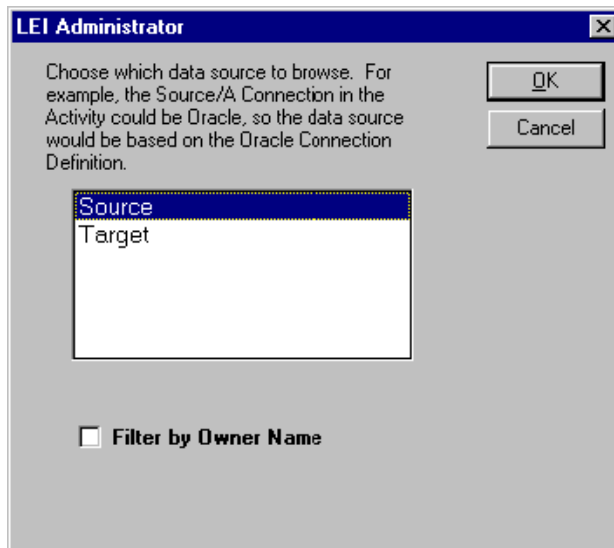 LEI Administrator
Choose which data source to browse. For
example, the Source/A Connection in the
Activity could be Oracle, so the data source
would be based on the Oracle Connection
Definition.
OK
Cancel
Source
Target
Filter by Owner Name